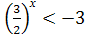 (3/2)^x < −3